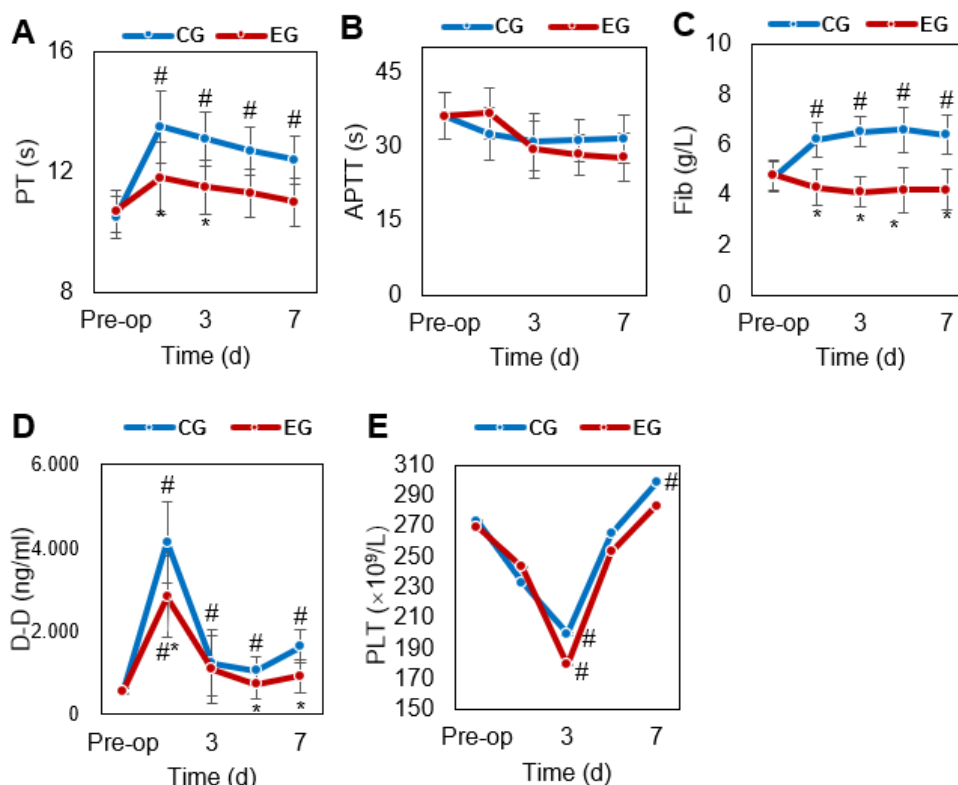 A
CG EG
16
12
8
PT (s)
# # # #
* *
Pre-op 3 7
Time (d)
B
CG EG
45
30
15
0
APTT (s)
Pre-op 3 7
Time (d)
C
CG EG
10
8
6
4
2
0
Fib (g/L)
# # # #
* * * *
Pre-op 3 7
Time (d)
D
CG EG
6.000
4.000
2.000
0
D-D (ng/ml)
# # # #
#* * *
Pre-op 3 7
Time (d)
E
CG EG
310
290
270
250
230
210
190
170
150
PLT (×10⁹/L)
#
#
#
Pre-op 3 7
Time (d)